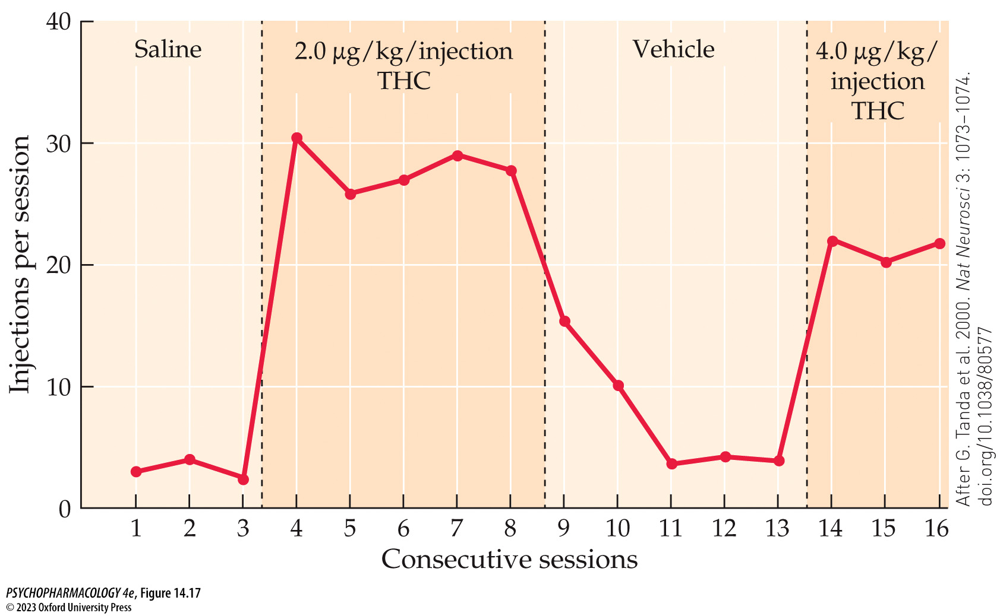 40
30
20
10
0
Injections per session
Saline
2.0 µg/kg/injection
THC
Vehicle
4.0 µg/kg/
injection
THC
1 2 3 4 5 6 7 8 9 10 11 12 13 14 15 16
Consecutive sessions
After G. Tanda et al. 2000. Nat Neurosci 3: 1073–1074.
doi.org/10.1038/80577
PSYCHOPHARMACOLOGY 4e, Figure 14.17
© 2023 Oxford University Press